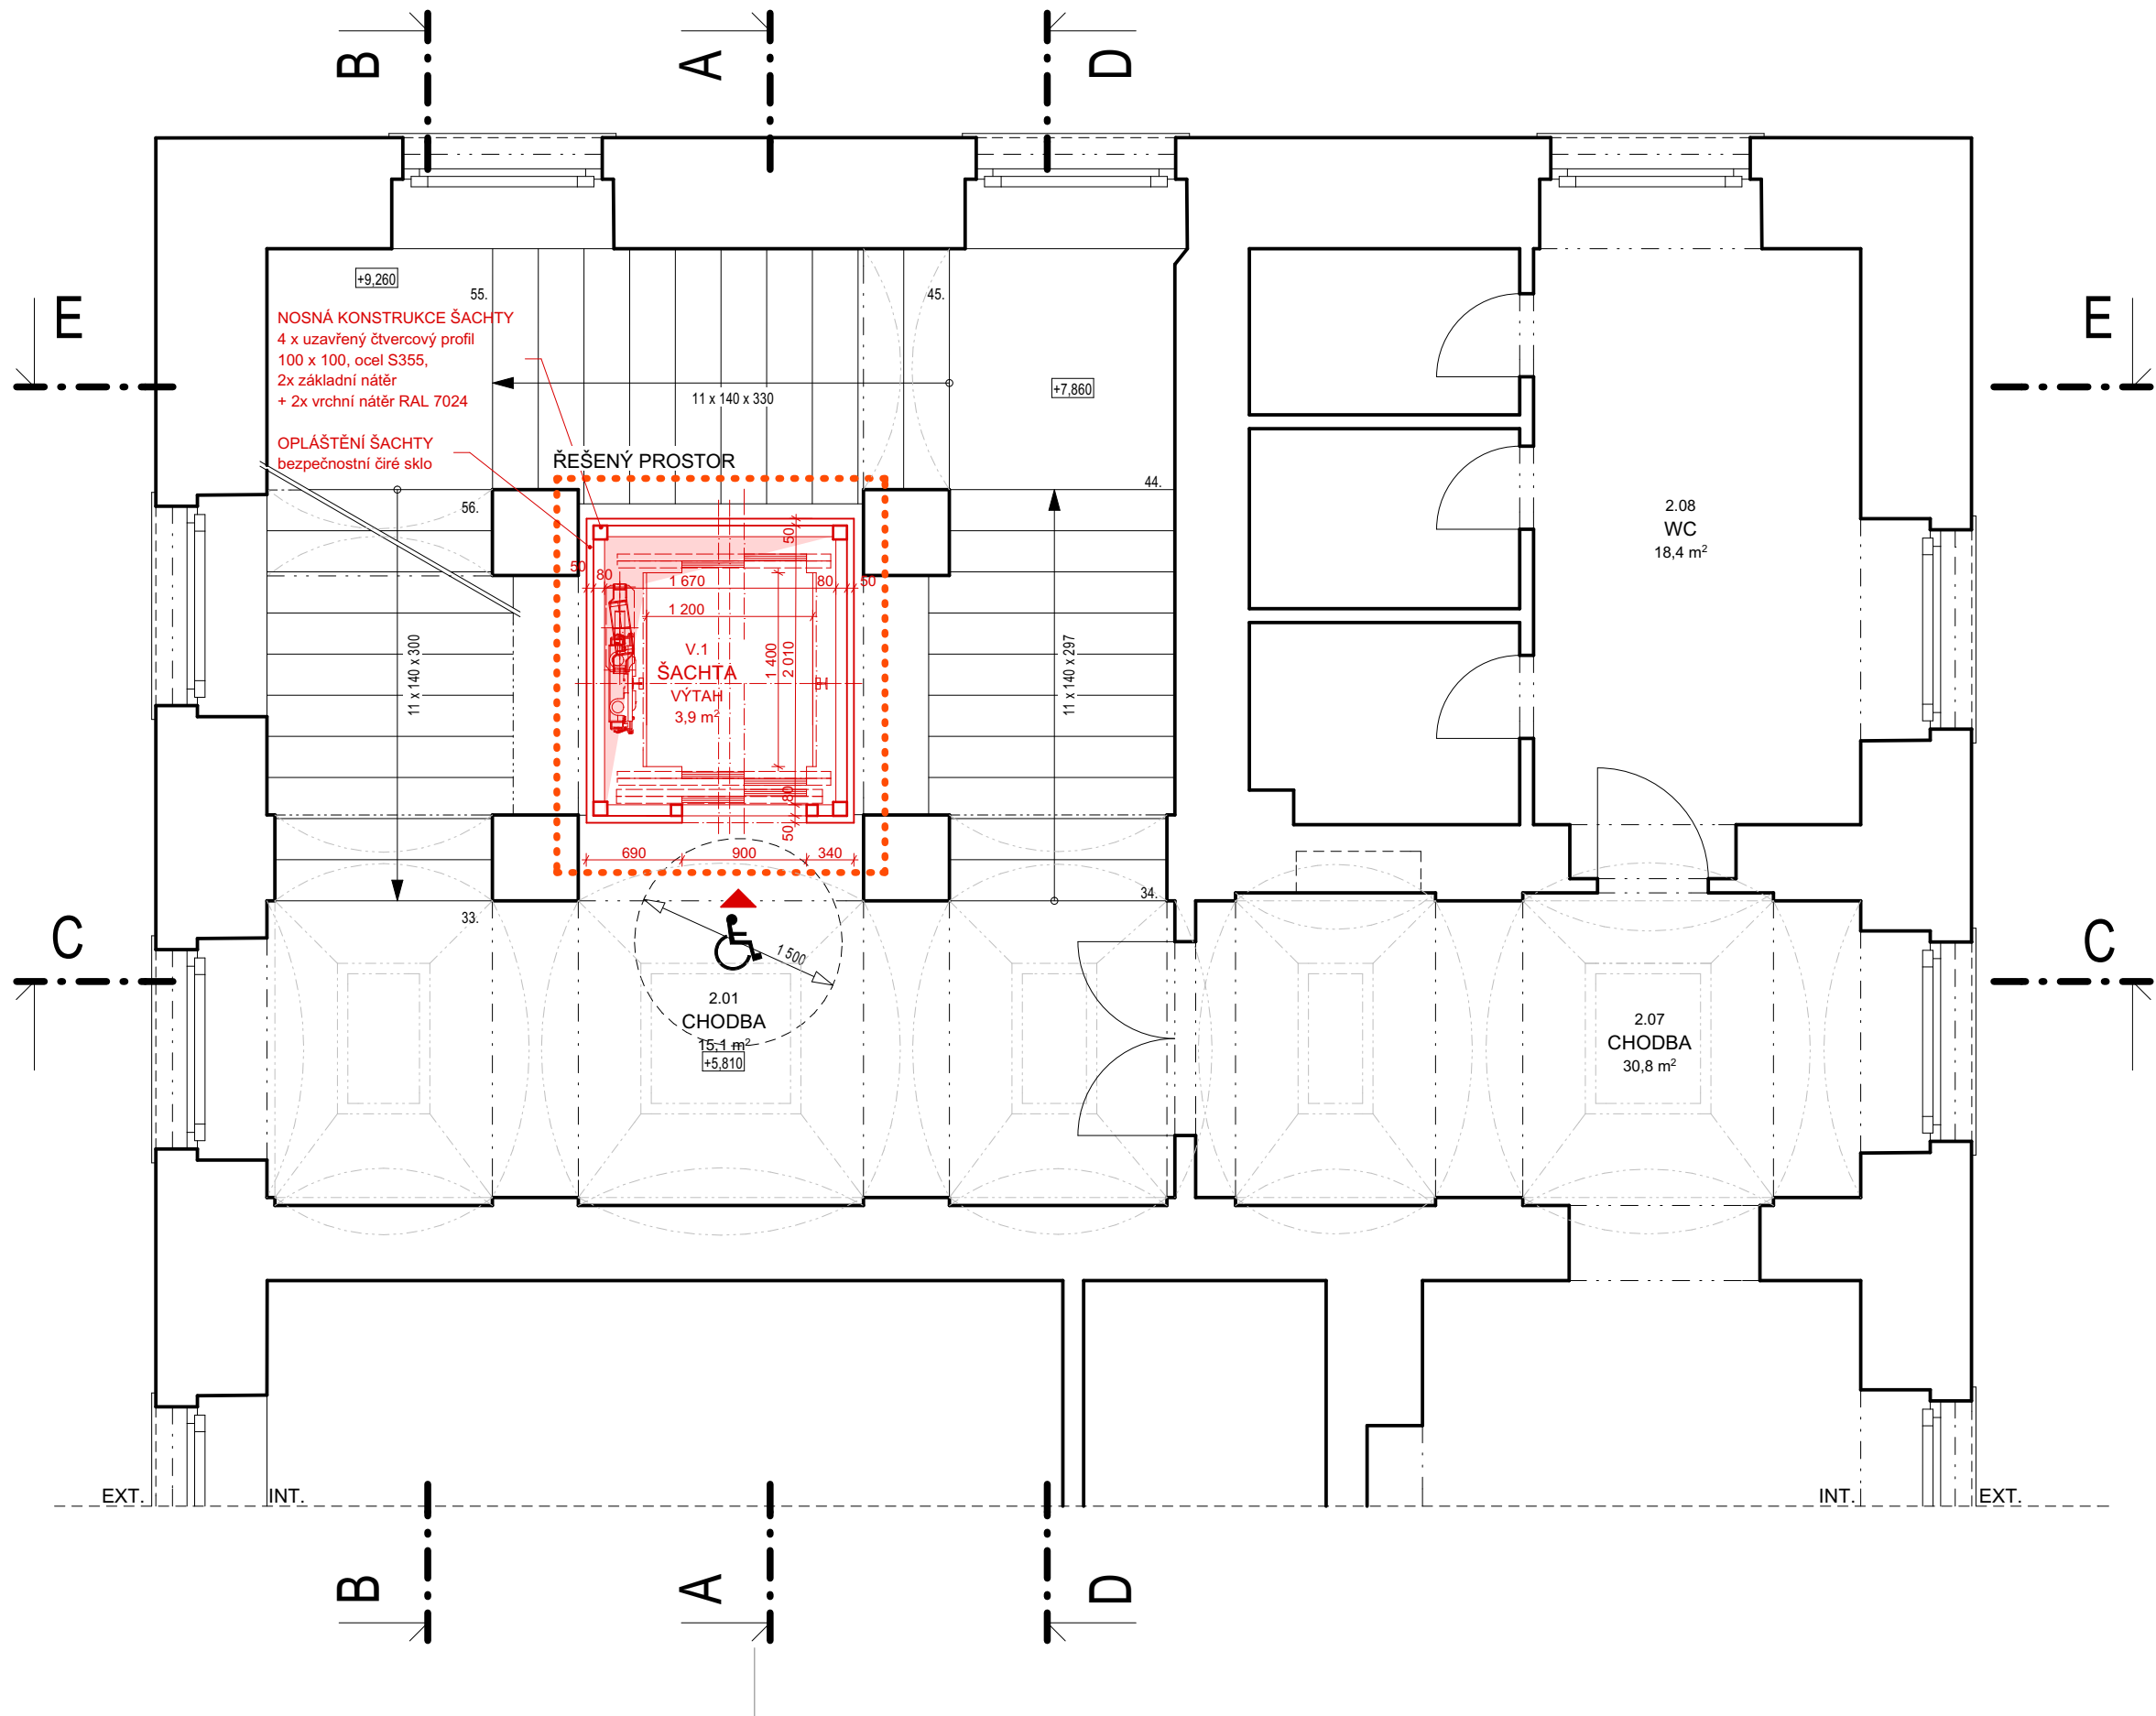 B
A
D
E
E
+9,260
55.
45.
NOSNÁ KONSTRUKCE ŠACHTY
4 x uzavřený čtvercový profil
100 x 100, ocel S355,
2x základní nátěr
+ 2x vrchní nátěr RAL 7024
11 x 140 x 330
+7,860
OPLÁŠTĚNÍ ŠACHTY
bezpečnostní čiré sklo
ŘEŠENÝ PROSTOR
56.
44.
2.08
WC
18,4 m²
50
50
80
1 670
80
50
1 200
11 x 140 x 300
V.1
ŠACHTA
VÝTAH
3,9 m²
1 400
2 010
11 x 140 x 297
80
50
690
900
340
33.
34.
C
C
1 500
2.01
CHODBA
15,1 m²
+5,810
2.07
CHODBA
30,8 m²
EXT.
INT.
INT.
EXT.
B
A
D